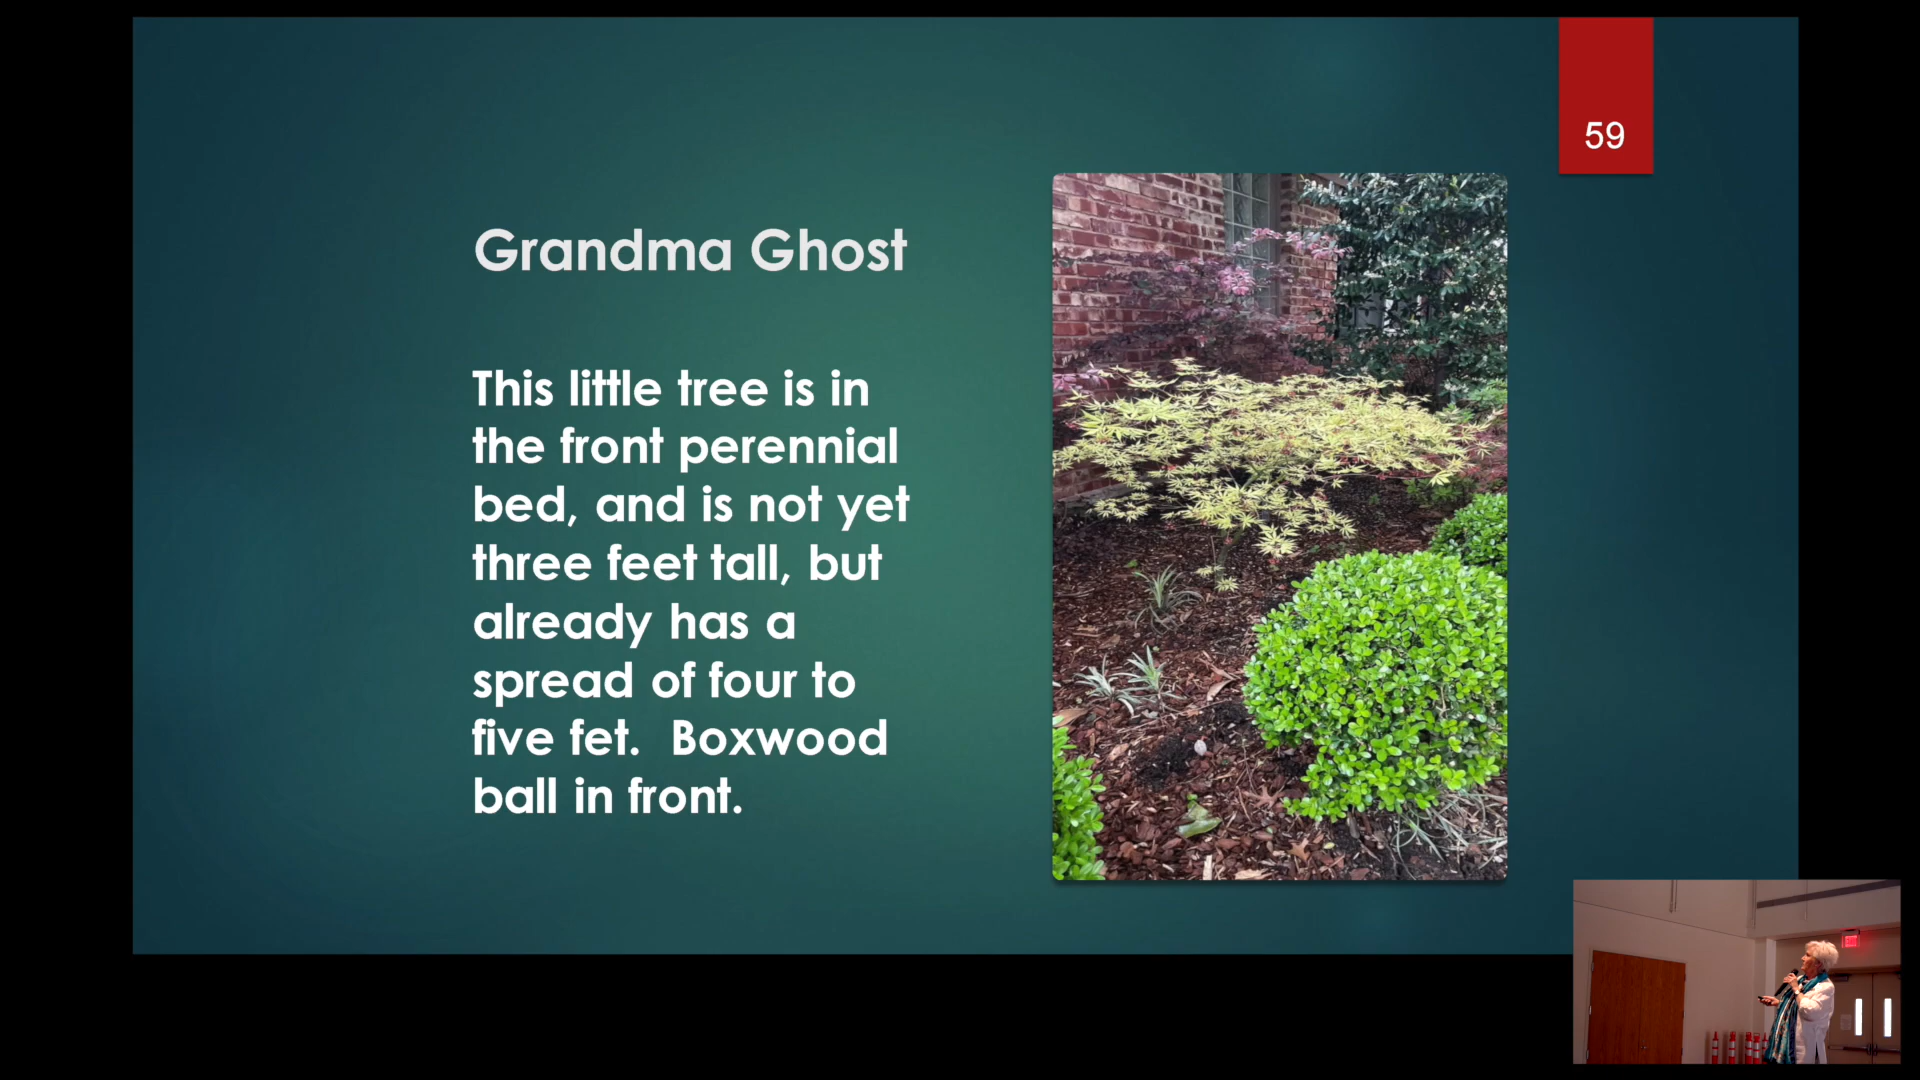 59
Grandma Ghost
This little tree is in
the front perennial
bed, and is not yet
three feet tall, but
already has a
spread of four to
five fet.  Boxwood
ball in front.